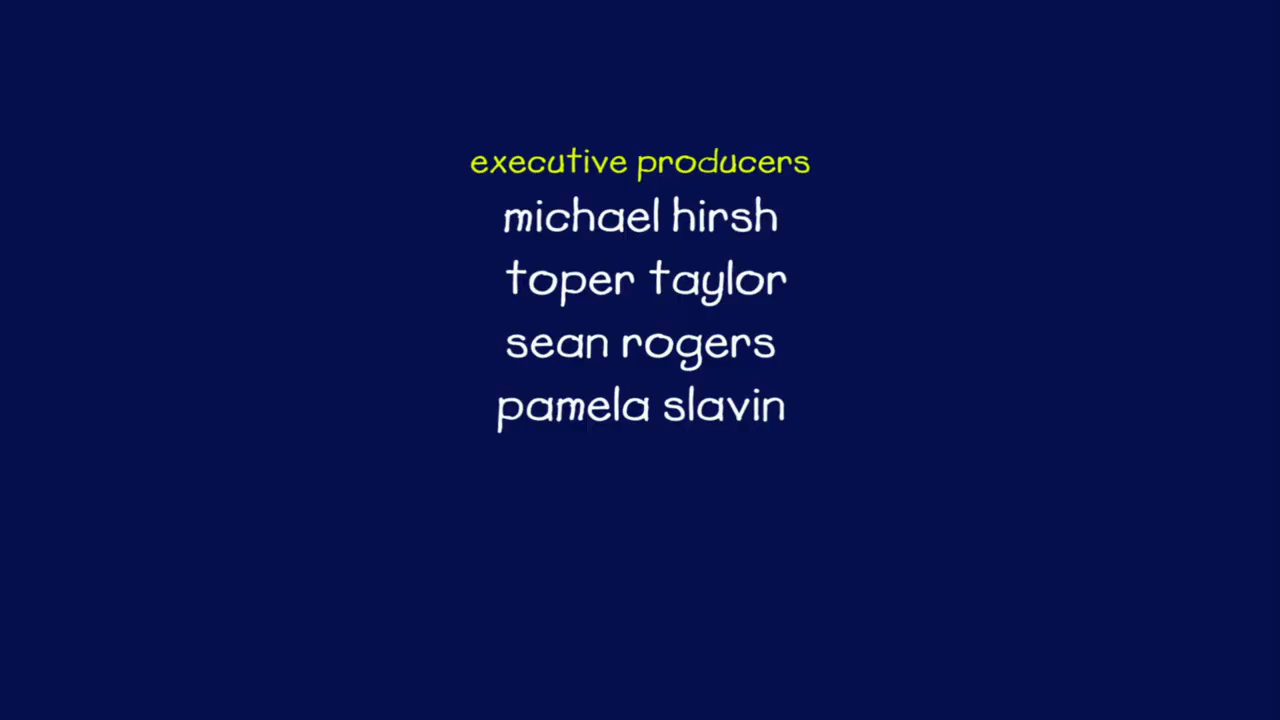 executive producers
michael hirsh
toper taylor
sean rogers
pamela slavin